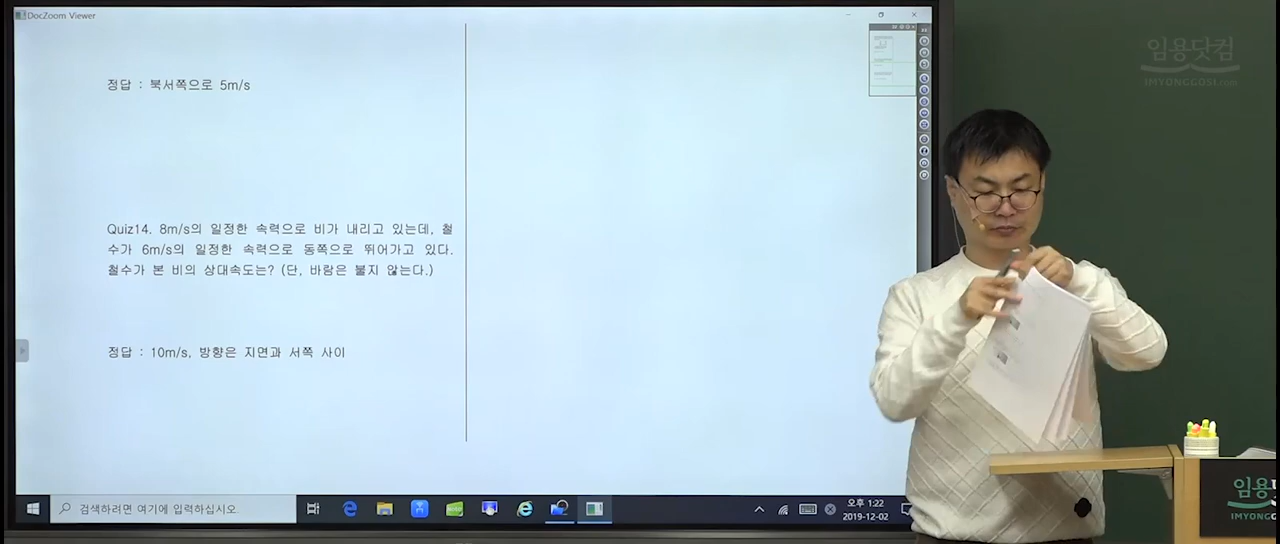 DocZoom Viewer
정답 : 북서쪽으로 5m/s
Quiz14. 8m/s의 일정한 속력으로 비가 내리고 있는데, 철
수가 6m/s의 일정한 속력으로 동쪽으로 뛰어가고 있다.
철수가 본 비의 상대속도는? (단, 바람은 불지 않는다.)
정답 : 10m/s, 방향은 지면과 서쪽 사이
검색하려면 여기에 입력하십시오.
오후 1:22
2019-12-02
임용닷컴
IMYONGGOSI.com
임용닷
IMYONGGOS